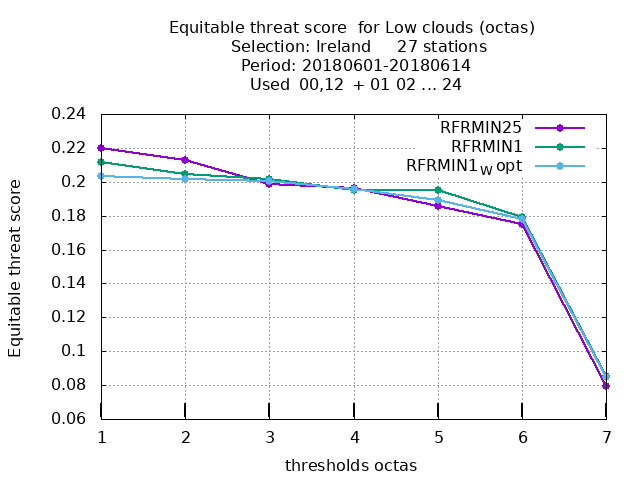 Equitable threat score  for Low clouds (octas)
Selection: Ireland     27 stations
Period: 20180601-20180614
Used  00,12  + 01 02 ... 24
0.24
0.22
0.2
0.18
0.16
0.14
0.12
0.1
0.08
0.06
Equitable threat score
RFRMIN25
RFRMIN1
RFRMIN1W opt
1 2 3 4 5 6 7
thresholds octas